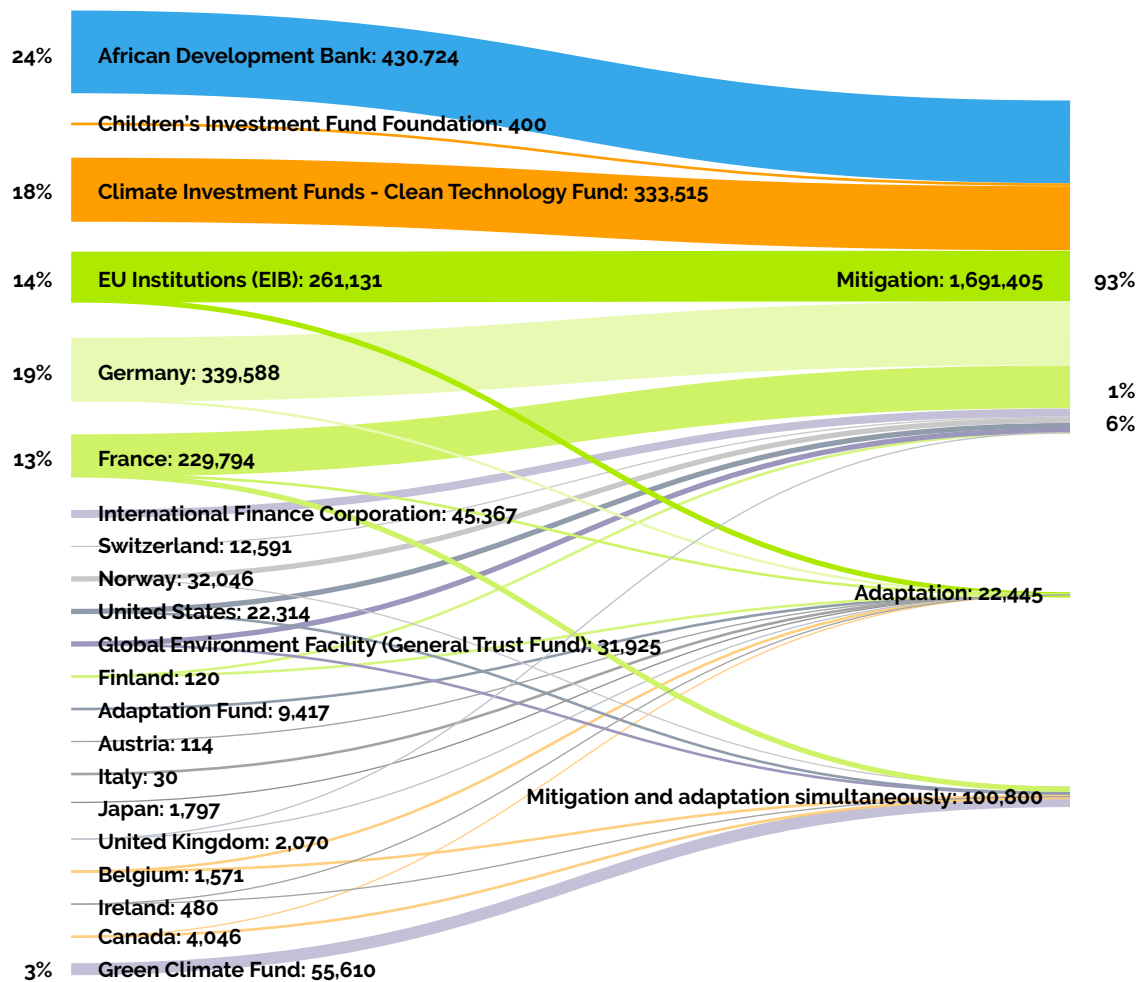 24% African Development Bank: 430.724
Children’s Investment Fund Foundation: 400
18% Climate Investment Funds - Clean Technology Fund: 333,515
14% EU Institutions (EIB): 261,131
Mitigation: 1,691,405 93%
19% Germany: 339,588
1%
6%
13% France: 229,794
International Finance Corporation: 45,367
Switzerland: 12,591
Norway: 32,046
Adaptation: 22,445
United States: 22,314
Global Environment Facility (General Trust Fund): 31,925
Finland: 120
Adaptation Fund: 9,417
Austria: 114
Italy: 30
Mitigation and adaptation simultaneously: 100,800
Japan: 1,797
United Kingdom: 2,070
Belgium: 1,571
Ireland: 480
Canada: 4,046
3% Green Climate Fund: 55,610